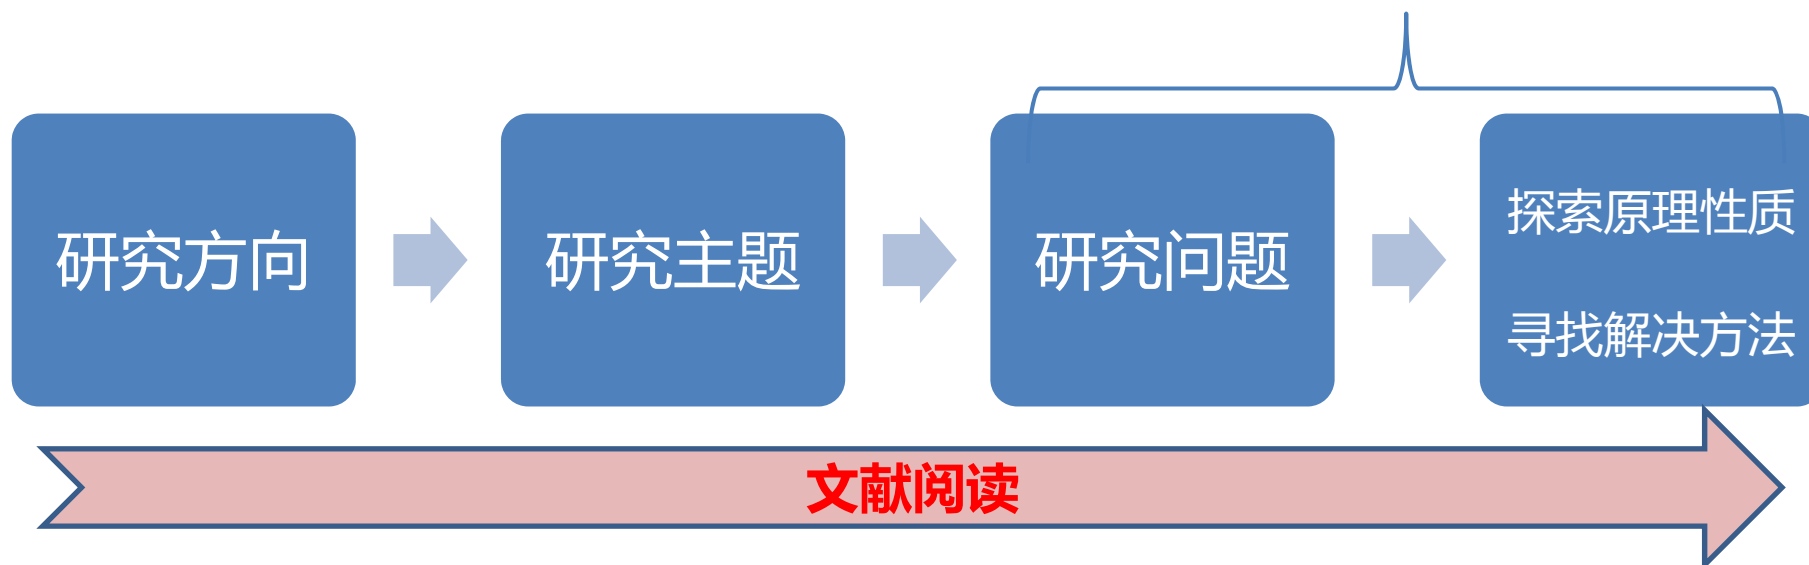 研究方向
研究主题
研究问题
探索原理性质
寻找解决方法
文献阅读